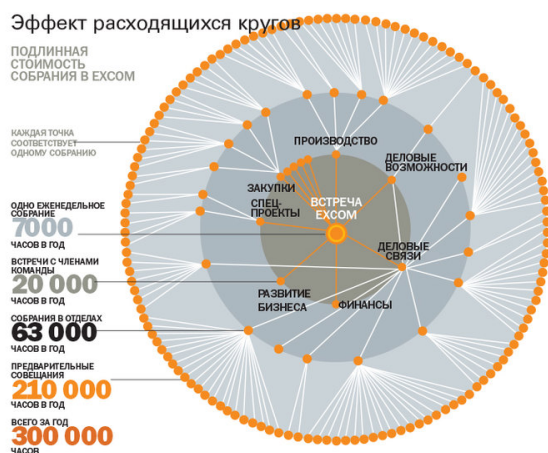 Эффект расходящихся кругов
ПОДЛИННАЯ
СТОИМОСТЬ
СОБРАНИЯ В EXCOM
КАЖДАЯ ТОЧКА
СООТВЕТСТВУЕТ
ОДНОМУ СОБРАНИЮ
ОДНО ЕЖЕНЕДЕЛЬНОЕ
СОБРАНИЕ
7000
ЧАСОВ В ГОД
ВСТРЕЧИ С ЧЛЕНАМИ
КОМАНДЫ
20 000
ЧАСОВ В ГОД
СОБРАНИЯ В ОТДЕЛАХ
63 000
ЧАСОВ В ГОД
ПРЕДВАРИТЕЛЬНЫЕ
СОВЕЩАНИЯ
210 000
ЧАСОВ В ГОД
ВСЕГО ЗА ГОД
300 000
ЧАСОВ
ПРОИЗВОДСТВО
ДЕЛОВЫЕ
ВОЗМОЖНОСТИ
ЗАКУПКИ
ВСТРЕЧА
EXCOM
СПЕЦ-
ПРОЕКТЫ
ДЕЛОВЫЕ
СВЯЗИ
РАЗВИТИЕ
БИЗНЕСА
ФИНАНСЫ